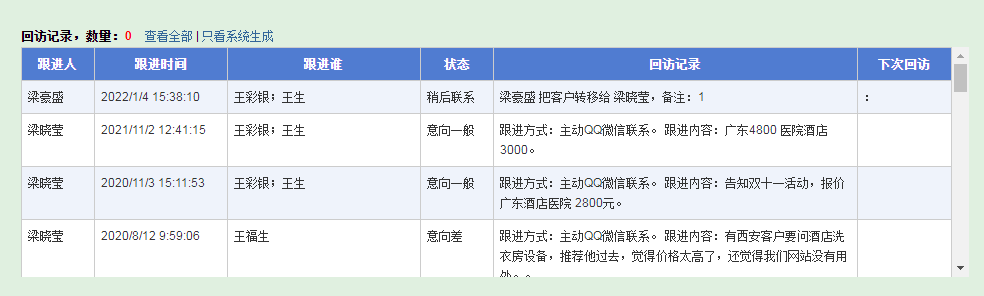 回访记录，数量：0 查看全部 | 只看系统生成
跟进人 跟进时间 跟进谁 状态 回访记录 下次回访
梁豪盛 2022/1/4 15:38:10 王彩银；王生 稍后联系 梁豪盛 把客户转移给 梁晓莹，备注：1 ：
梁晓莹 2021/11/2 12:41:15 王彩银；王生 意向一般 跟进方式：主动QQ微信联系。 跟进内容：广东4800 医院酒店
3000。
梁晓莹 2020/11/3 15:11:53 王彩银；王生 意向一般 跟进方式：主动QQ微信联系。 跟进内容：告知双十一活动，报价
广东酒店医院 2800元。
梁晓莹 2020/8/12 9:59:06 王福生 意向差 跟进方式：主动QQ微信联系。 跟进内容：有西安客户要问酒店洗
衣房设备，推荐他过去，觉得价格太高了，还觉得我们网站没有用
处。。